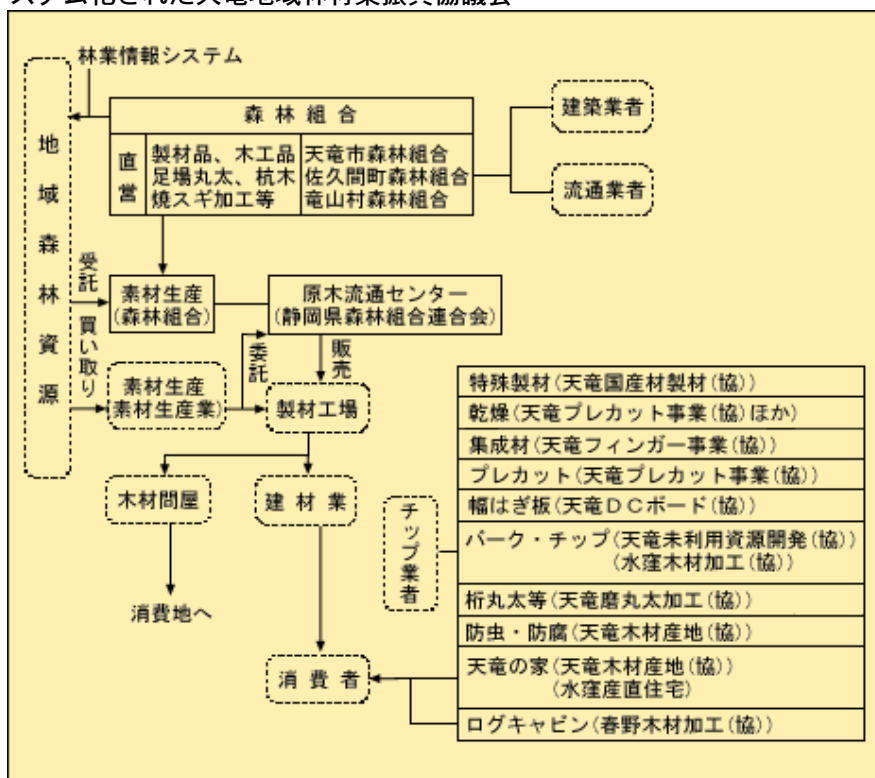 ステム化された天竜地域林材業振興協議会
林業情報システム
地域森林資源
森林組合
直営
製材品、木工品
足場丸太、杭木
焼スギ加工等
天竜市森林組合
佐久間町森林組合
竜山村森林組合
建築業者
流通業者
受託
買い取り
素材生産
(森林組合)
原木流通センター
(静岡県森林組合連合会)
委託
販売
素材生産
素材生産業)
製材工場
木材問屋
建材業
消費地へ
消費者
チップ業者
特殊製材(天竜国産材製材(協))
乾燥(天竜プレカット事業(協)ほか)
集成材(天竜フィンガー事業(協))
プレカット(天竜プレカット事業(協))
幅はぎ板(天竜DCボード(協))
バーク・チップ(天竜未利用資源開発(協))
(水窪木材加工(協))
桁丸太等(天竜磨丸太加工(協))
防虫・防腐(天竜木材産地(協))
天竜の家(天竜木材産地(協))
(水窪産直住宅)
ログキャビン(春野木材加工(協))